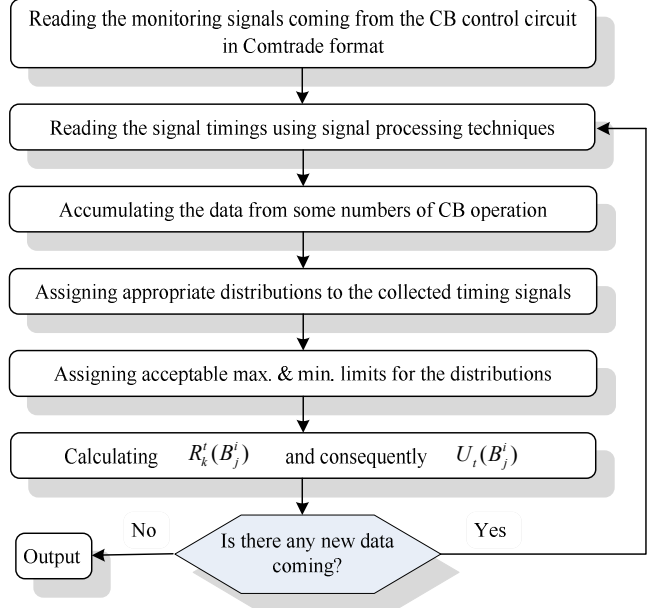 Reading the monitoring signals coming from the CB control circuit
in Comtrade format
Reading the signal timings using signal processing techniques
Accumulating the data from some numbers of CB operation
Assigning appropriate distributions to the collected timing signals
Assigning acceptable max. & min. limits for the distributions
Calculating R_k^t(B_j^i) and consequently U_t(B_j^i)
No
Yes
Is there any new data
coming?
Output